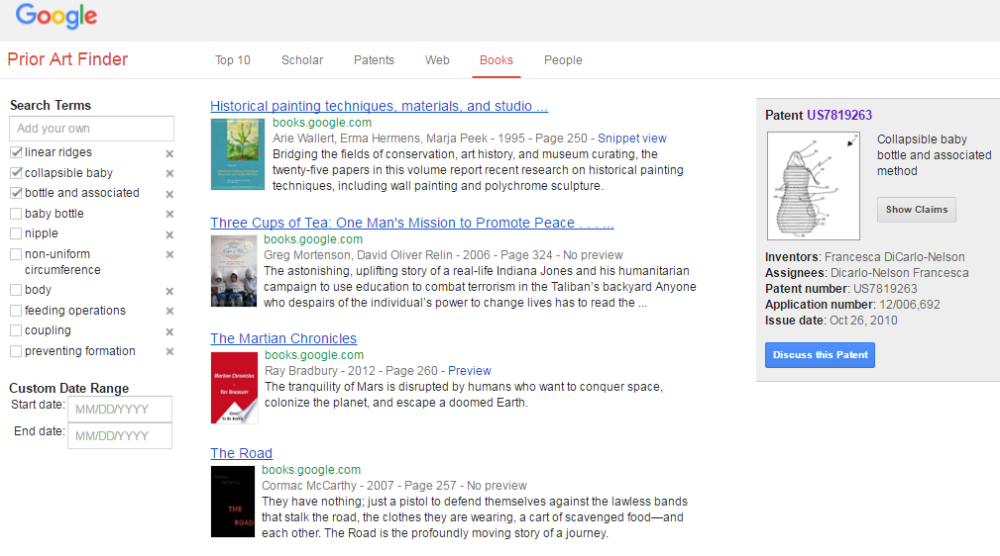 Google
Prior Art Finder
Top 10
Scholar
Patents
Web
Books
People
Search Terms
Add your own
linear ridges
collapsible baby
bottle and associated
baby bottle
nipple
non-uniform
circumference
body
feeding operations
coupling
preventing formation
Custom Date Range
Start date: MM/DD/YYYY
End date: MM/DD/YYYY
Historical painting techniques, materials, and studio ...
books.google.com
Arie Wallert, Erma Hermens, Marja Peek - 1995 - Page 250 - Snippet view
Bridging the fields of conservation, art history, and museum curating, the
twenty-five papers in this volume report recent research on historical painting
techniques, including wall painting and polychrome sculpture.
Three Cups of Tea: One Man's Mission to Promote Peace . . . ...
books.google.com
Greg Mortenson, David Oliver Relin - 2006 - Page 324 - No preview
The astonishing, uplifting story of a real-life Indiana Jones and his humanitarian
campaign to use education to combat terrorism in the Taliban’s backyard Anyone
who despairs of the individual’s power to change lives has to read the ...
The Martian Chronicles
books.google.com
Martian Chronicles
Ray Bradbury
Ray Bradbury - 2012 - Page 260 - Preview
The tranquility of Mars is disrupted by humans who want to conquer space,
colonize the planet, and escape a doomed Earth.
The Road
books.google.com
THE
ROAD
Cormac McCarthy - 2007 - Page 257 - No preview
They have nothing; just a pistol to defend themselves against the lawless bands
that stalk the road, the clothes they are wearing, a cart of scavenged food—and
each other. The Road is the profoundly moving story of a journey.
Patent US7819263
Collapsible baby
bottle and associated
method
Show Claims
Inventors: Francesca DiCarlo-Nelson
Assignees: Dicarlo-Nelson Francesca
Patent number: US7819263
Application number: 12/006,692
Issue date: Oct 26, 2010
Discuss this Patent